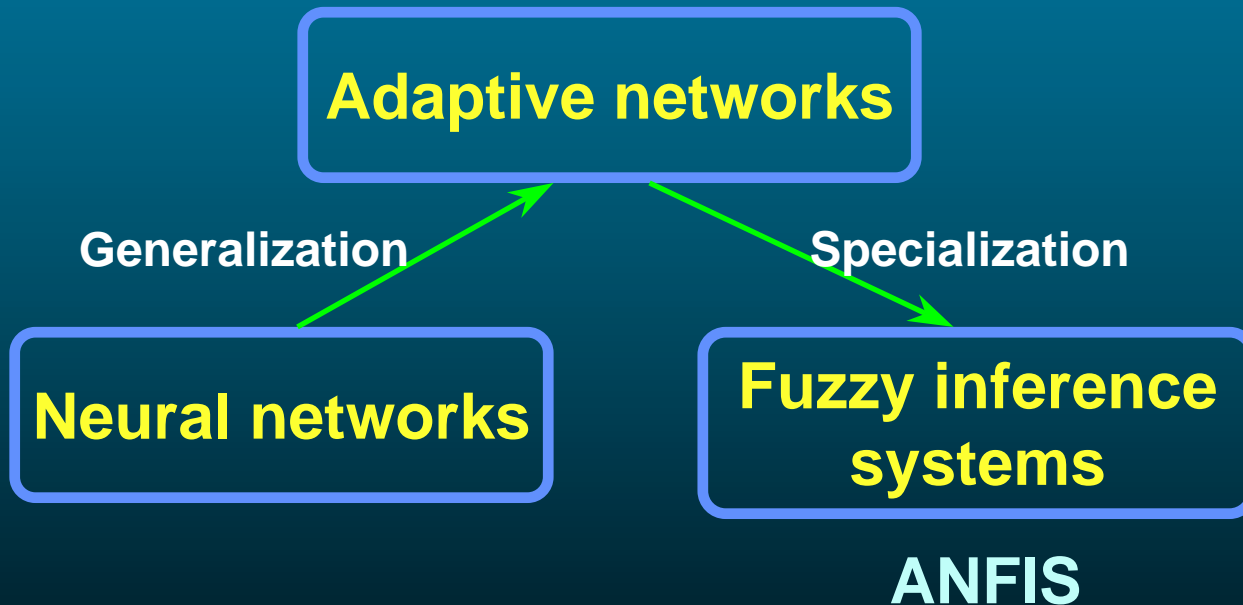 Adaptive networks
Generalization
Specialization
Neural networks
Fuzzy inference
systems
ANFIS